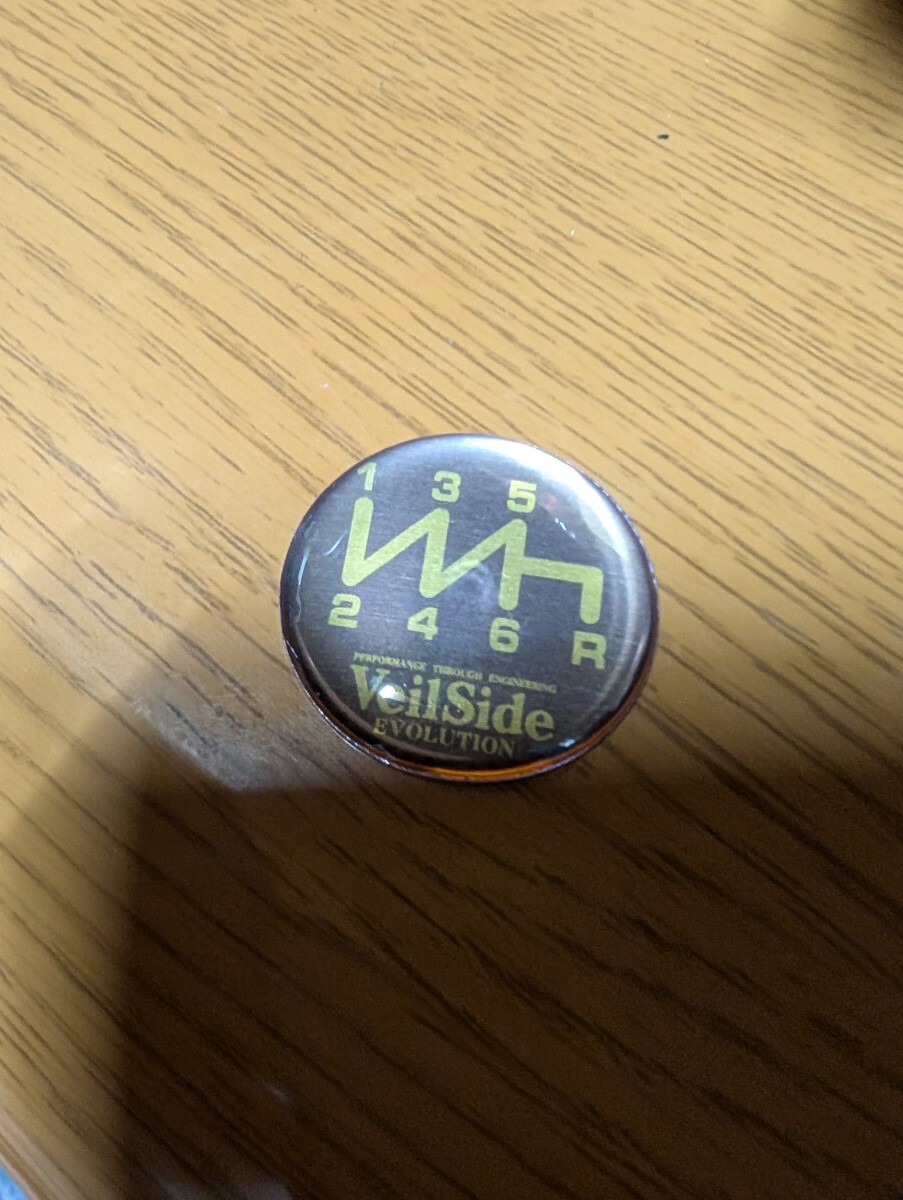 1 3 5
2 4 6 R
PERFORMANCE THROUGH ENGINEERING
VeilSide
EVOLUTION